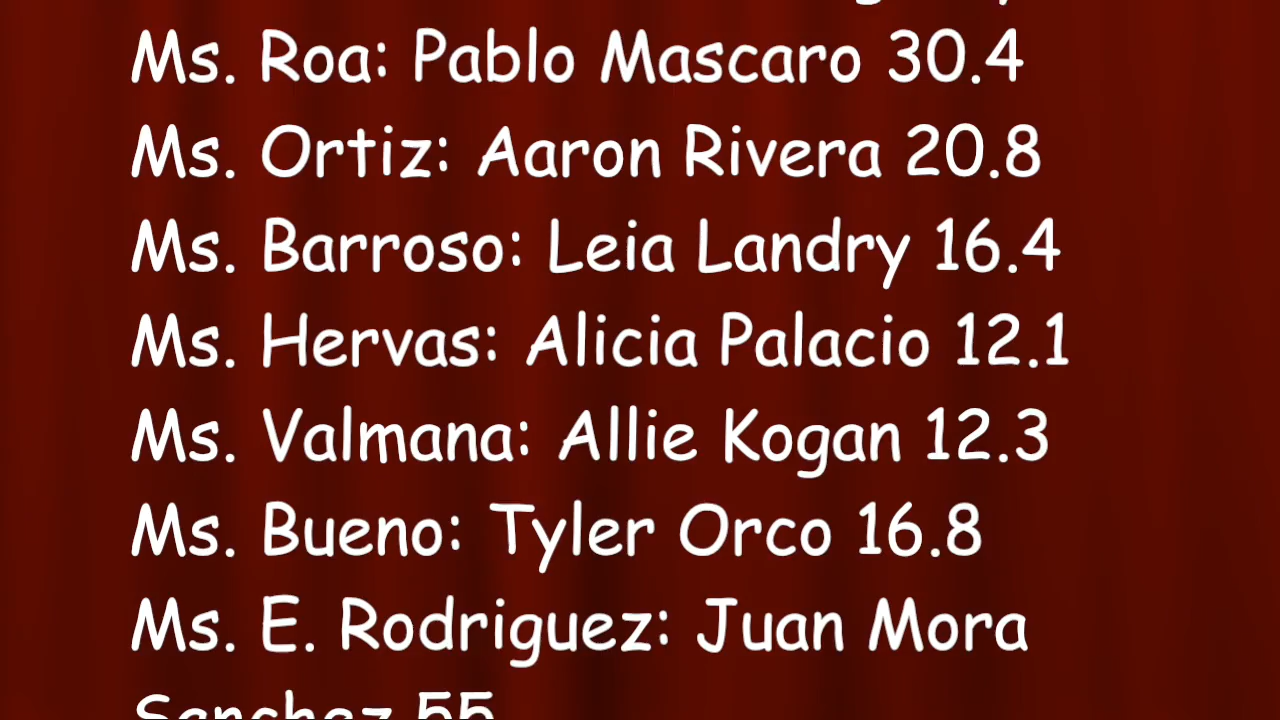 Ms. Roa: Pablo Mascaro 30.4
Ms. Ortiz: Aaron Rivera 20.8
Ms. Barroso: Leia Landry 16.4
Ms. Hervas: Alicia Palacio 12.1
Ms. Valmana: Allie Kogan 12.3
Ms. Bueno: Tyler Orco 16.8
Ms. E. Rodriguez: Juan Mora
Sanchez 55